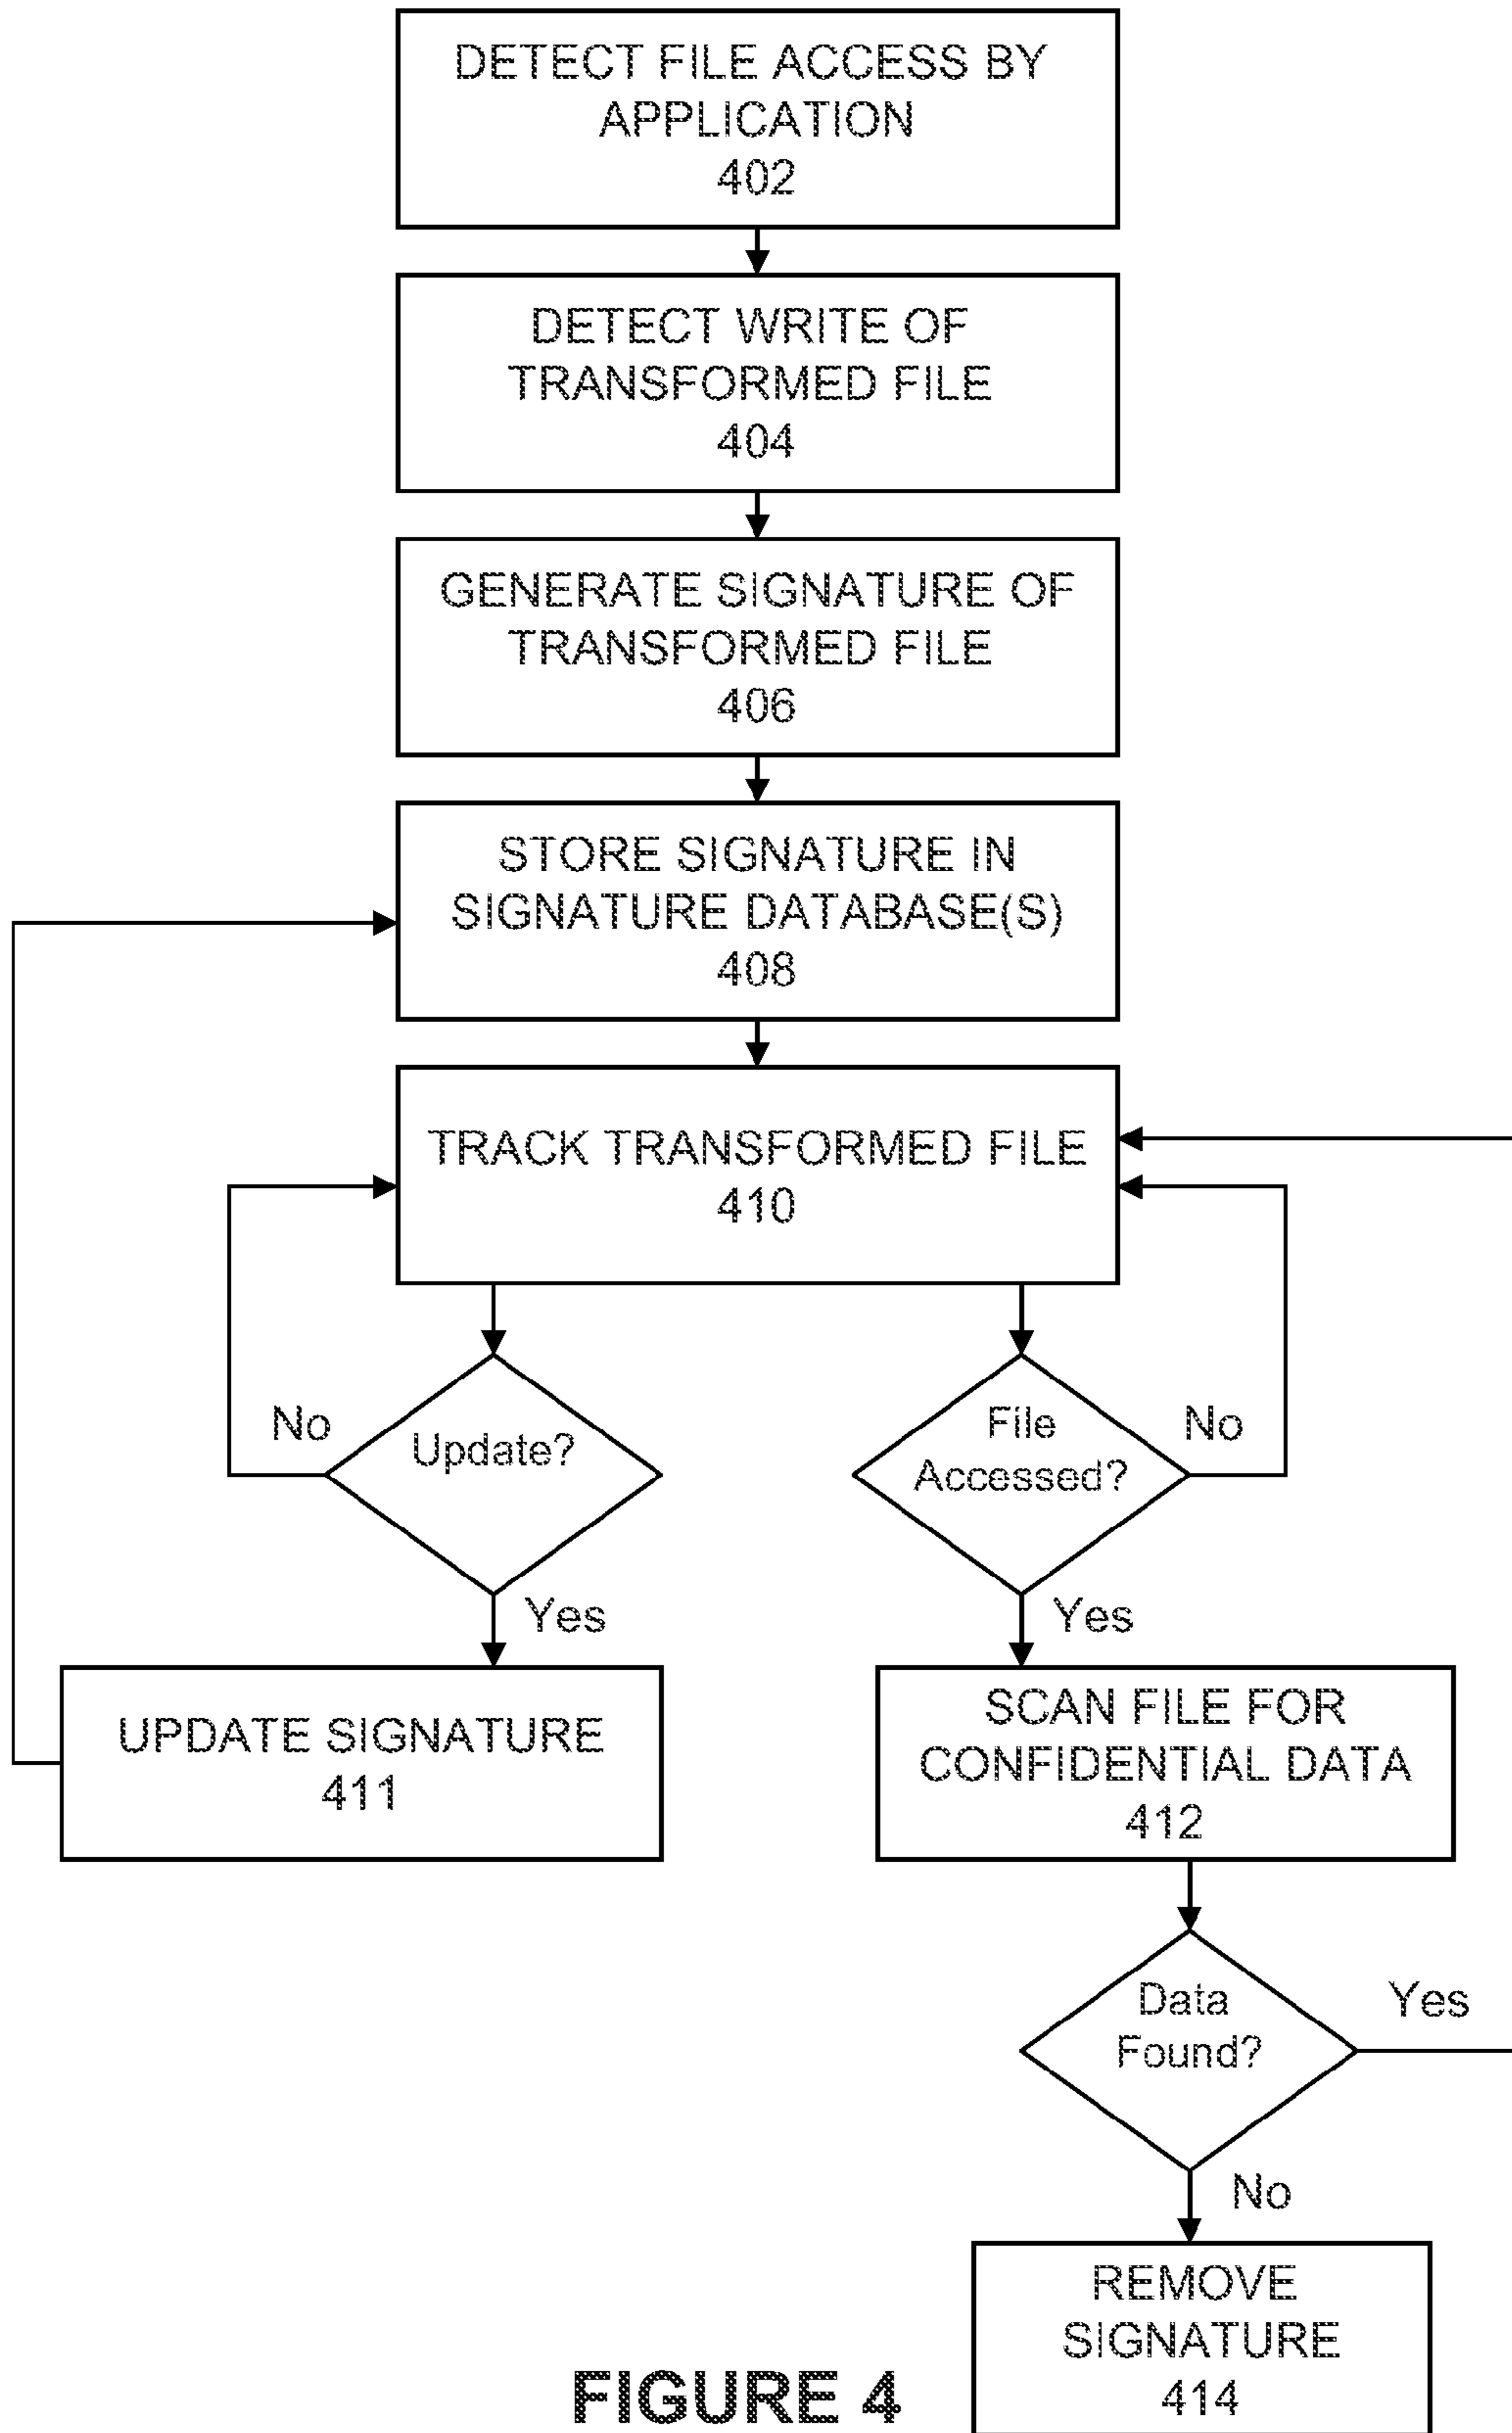 DETECT FILE ACCESS BY
APPLICATION
402
DETECT WRITE OF
TRANSFORMED FILE
404
GENERATE SIGNATURE OF
TRANSFORMED FILE
406
STORE SIGNATURE IN
SIGNATURE DATABASE(S)
408
TRACK TRANSFORMED FILE
410
No
Update?
Yes
File
Accessed?
No
Yes
UPDATE SIGNATURE
411
SCAN FILE FOR
CONFIDENTIAL DATA
412
Data
Found?
Yes
No
REMOVE
SIGNATURE
414
FIGURE 4